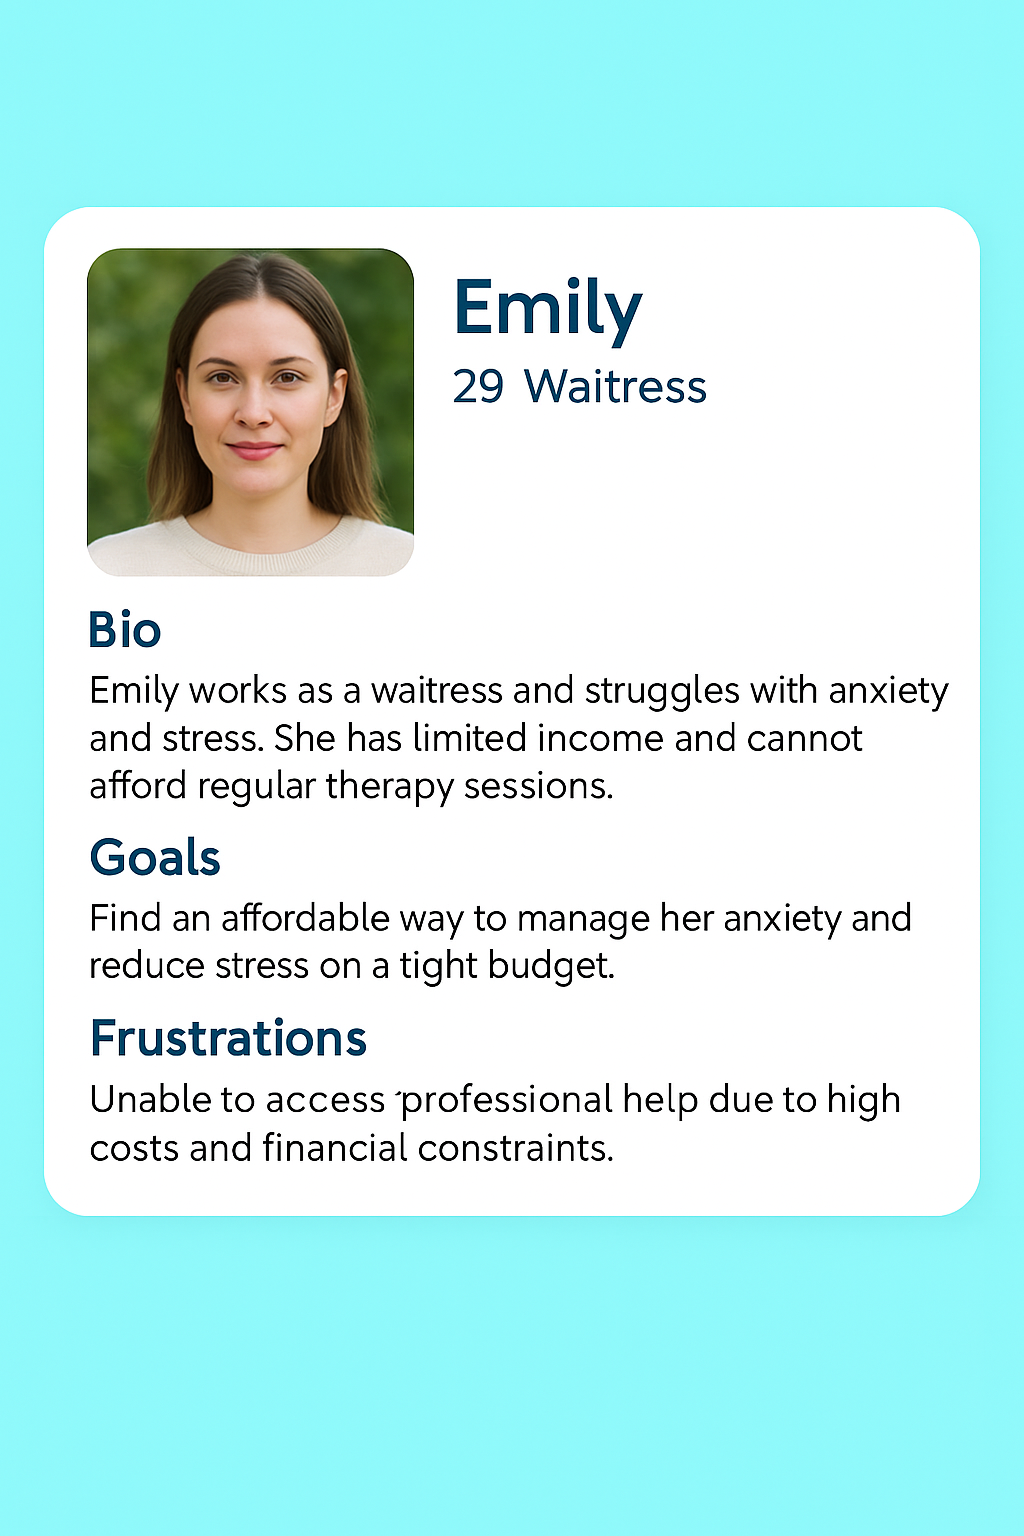 Emily
29 Waitress
Bio
Emily works as a waitress and struggles with anxiety
and stress. She has limited income and cannot
afford regular therapy sessions.
Goals
Find an affordable way to manage her anxiety and
reduce stress on a tight budget.
Frustrations
Unable to access ‘professional help due to high
costs and financial constraints.